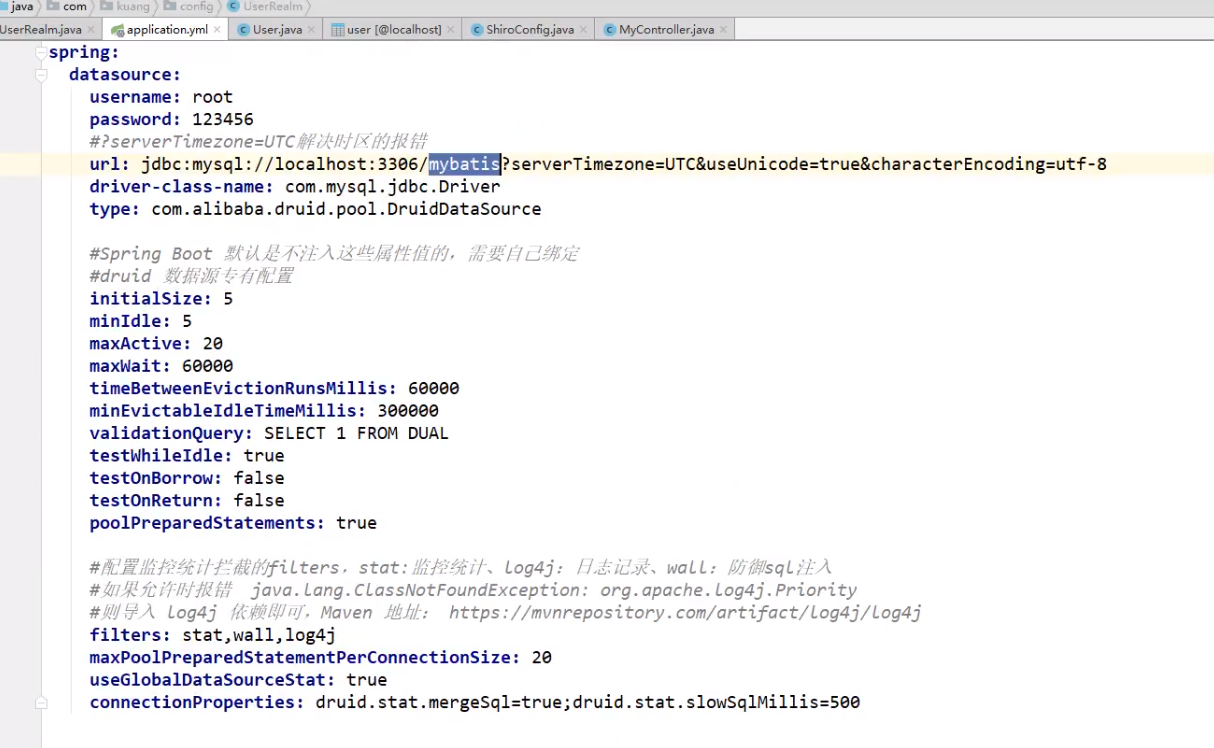 java com kuang config UserRealm
UserRealm.java application.yml User.java user [@localhost] ShiroConfig.java MyController.java
spring:
datasource:
username: root
password: 123456
#?serverTimezone=UTC解决时区的报错
url: jdbc:mysql://localhost:3306/mybatis?serverTimezone=UTC&useUnicode=true&characterEncoding=utf-8
driver-class-name: com.mysql.jdbc.Driver
type: com.alibaba.druid.pool.DruidDataSource
#Spring Boot 默认是不注入这些属性值的，需要自己绑定
#druid 数据源专有配置
initialSize: 5
minIdle: 5
maxActive: 20
maxWait: 60000
timeBetweenEvictionRunsMillis: 60000
minEvictableIdleTimeMillis: 300000
validationQuery: SELECT 1 FROM DUAL
testWhileIdle: true
testOnBorrow: false
testOnReturn: false
poolPreparedStatements: true
#配置监控统计拦截的filters，stat:监控统计、log4j：日志记录、wall：防御sql注入
#如果允许时报错 java.lang.ClassNotFoundException: org.apache.log4j.Priority
#则导入 log4j 依赖即可，Maven 地址： https://mvnrepository.com/artifact/log4j/log4j
filters: stat,wall,log4j
maxPoolPreparedStatementPerConnectionSize: 20
useGlobalDataSourceStat: true
connectionProperties: druid.stat.mergeSql=true;druid.stat.slowSqlMillis=500